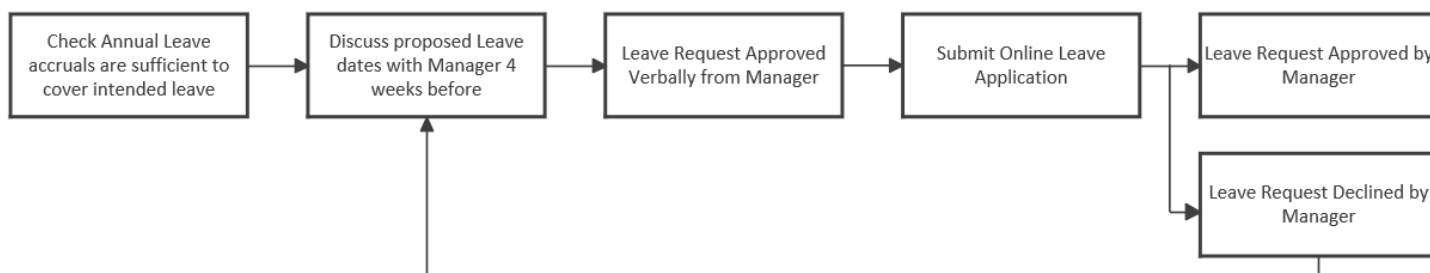 Check Annual Leave
accruals are sufficient to
cover intended leave
Discuss proposed Leave
dates with Manager 4
weeks before
Leave Request Approved
Verbally from Manager
Submit Online Leave
Application
Leave Request Approved by
Manager
Leave Request Declined by
Manager